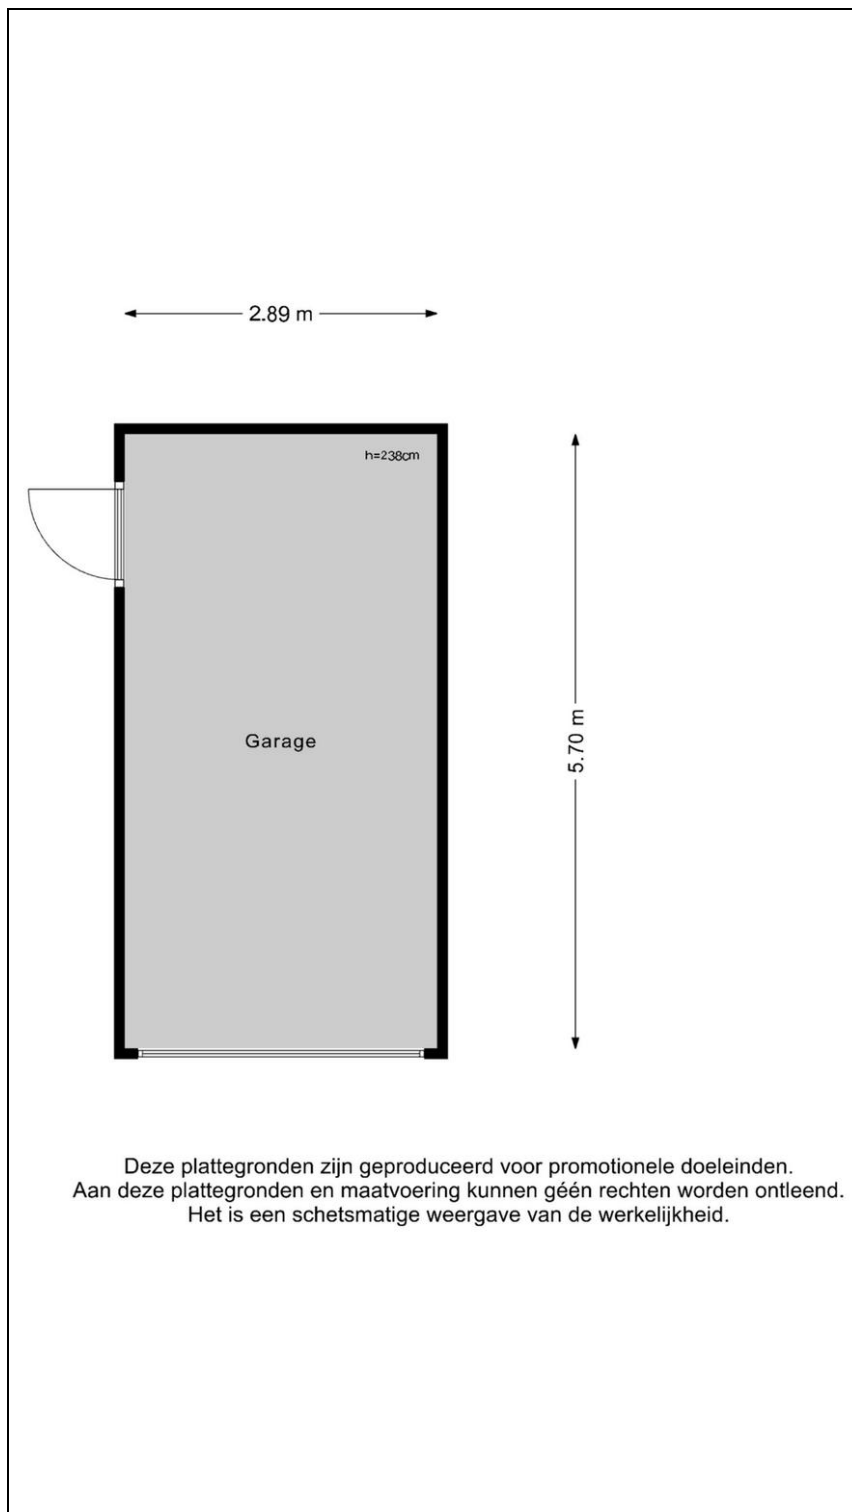 2.89 m
h=238cm
Garage
5.70 m
Deze plattegronden zijn geproduceerd voor promotionele doeleinden.
Aan deze plattegronden en maatvoering kunnen géén rechten worden ontleend.
Het is een schetsmatige weergave van de werkelijkheid.